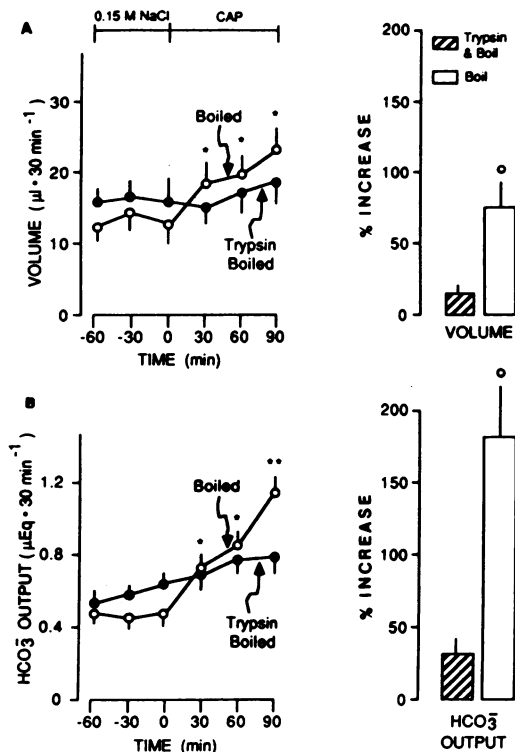 A
0.15 M NaCl
CAP
VOLUME (µl • 30 min⁻¹)
30
20
10
0
-60 -30 0 30 60 90
TIME (min)
Boiled
* * *
Trypsin
Boiled
% INCREASE
200
150
100
50
0
Trypsin
& Boil
Boil
VOLUME
B
HCO₃⁻ OUTPUT (µEq • 30 min⁻¹)
1.2
0.8
0.4
0
-60 -30 0 30 60 90
TIME (min)
Boiled
* * **
Trypsin
Boiled
% INCREASE
200
150
100
50
0
HCO₃⁻
OUTPUT